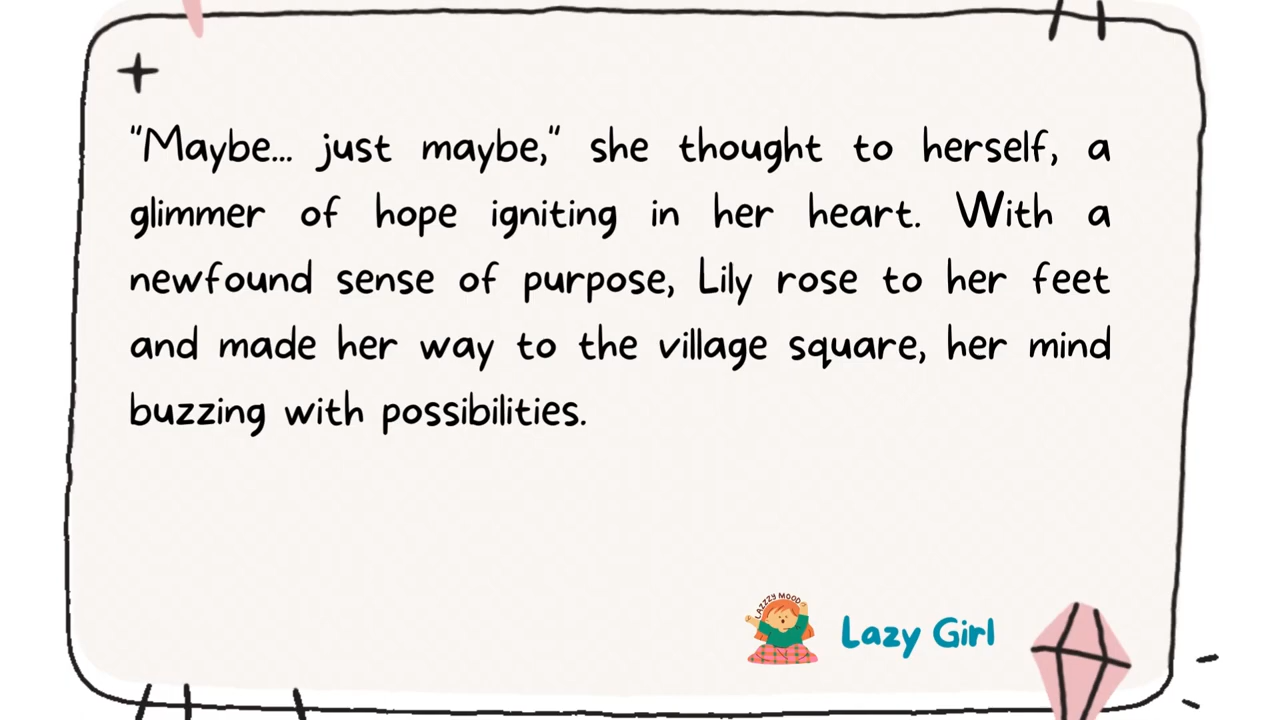 "Maybe... just maybe," she thought to herself, a
glimmer of hope igniting in her heart. With a
newfound sense of purpose, Lily rose to her feet
and made her way to the village square, her mind
buzzing with possibilities.
LAZZZY MOOD
Lazy Girl